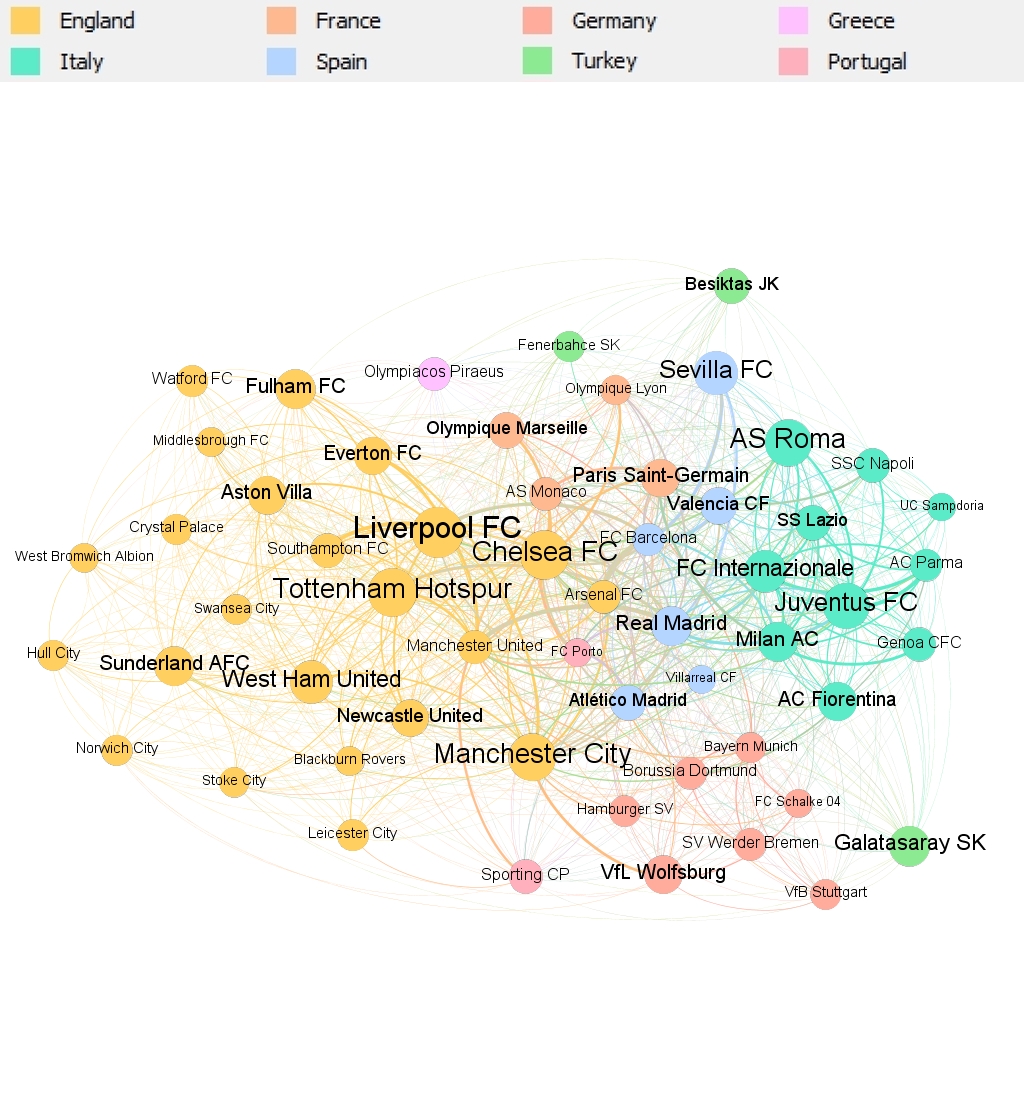 England France Germany Greece
Italy Spain Turkey Portugal
Besiktas JK
Fenerbahce SK
Sevilla FC
Olympiacos Piraeus
Watford FC
Fulham FC
Olympique Lyon
Olympique Marseille
AS Roma
Middlesbrough FC
Everton FC
SSC Napoli
Paris Saint-Germain
Aston Villa
AS Monaco
Valencia CF
UC Sampdoria
SS Lazio
Crystal Palace
Liverpool FC
FC Barcelona
Southampton FC
Chelsea FC
West Bromwich Albion
AC Parma
FC Internazionale
Tottenham Hotspur
Arsenal FC
Juventus FC
Swansea City
Real Madrid
Milan AC
Genoa CFC
Manchester United
FC Porto
Hull City
Sunderland AFC
West Ham United
Villarreal CF
Atlético Madrid
AC Fiorentina
Newcastle United
Norwich City
Bayern Munich
Manchester City
Blackburn Rovers
Borussia Dortmund
Stoke City
FC Schalke 04
Hamburger SV
Leicester City
SV Werder Bremen
Galatasaray SK
Sporting CP
VfL Wolfsburg
VfB Stuttgart